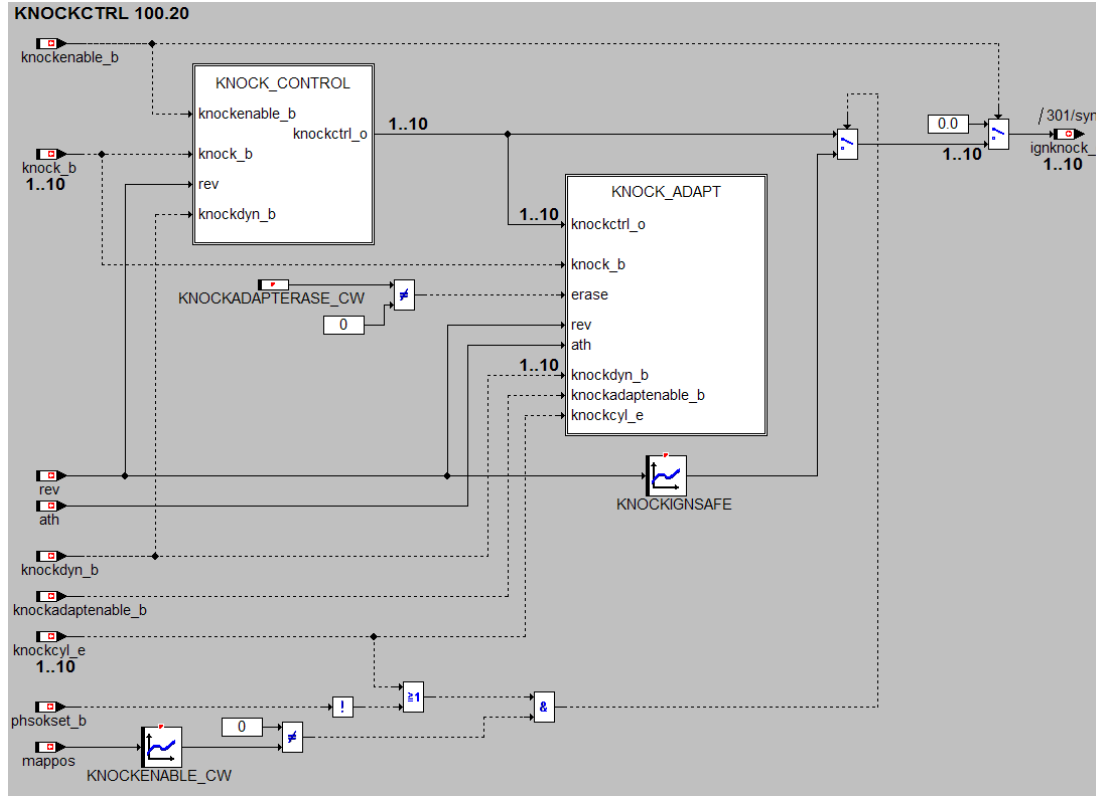 KNOCKCTRL 100.20
knockenable_b
KNOCK_CONTROL
knockenable_b
knockctrl_o
1..10
knock_b
knock_b
1..10
rev
knockdyn_b
0.0
/301/syn
ignknock_
1..10
1..10
KNOCK_ADAPT
1..10
knockctrl_o
knock_b
KNOCKADAPTERASE_CW
≠
erase
0
rev
ath
1..10
knockdyn_b
knockadaptenable_b
knockcyl_e
rev
KNOCKIGNSAFE
ath
knockdyn_b
knockadaptenable_b
knockcyl_e
1..10
≧1
phsokset_b
!
&
0
≠
mappos
KNOCKENABLE_CW